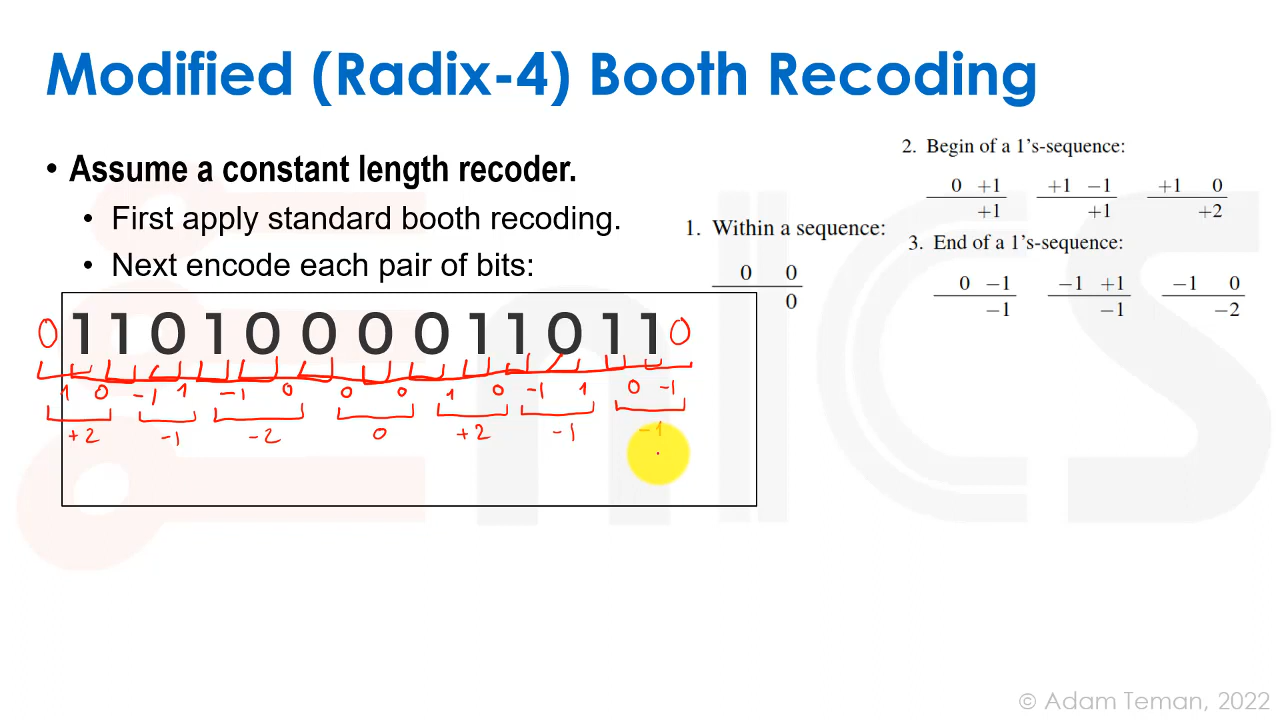 Modified (Radix-4) Booth Recoding
• Assume a constant length recoder.
• First apply standard booth recoding.
• Next encode each pair of bits:
1. Within a sequence:
0 0
0
2. Begin of a 1's-sequence:
0 +1 +1 −1 +1 0
+1 +1 +2
3. End of a 1's-sequence:
0 −1 −1 +1 −1 0
−1 −1 −2
0 1 1 0 1 0 0 0 0 1 1 0 1 1 0
1 0 -1 1 -1 0 0 0 1 0 -1 1 0 -1
+2 -1 -2 0 +2 -1 -1
NICS
© Adam Teman, 2022